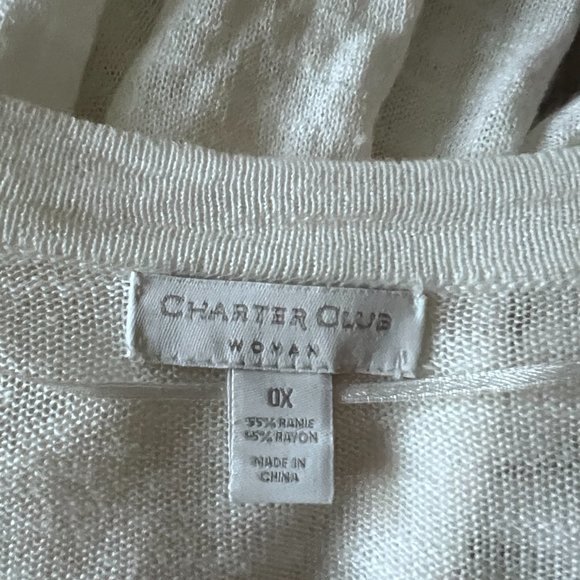 CHARTER CLUB
WOMAN
0X
55% RAMIE
45% RAYON
MADE IN
CHINA